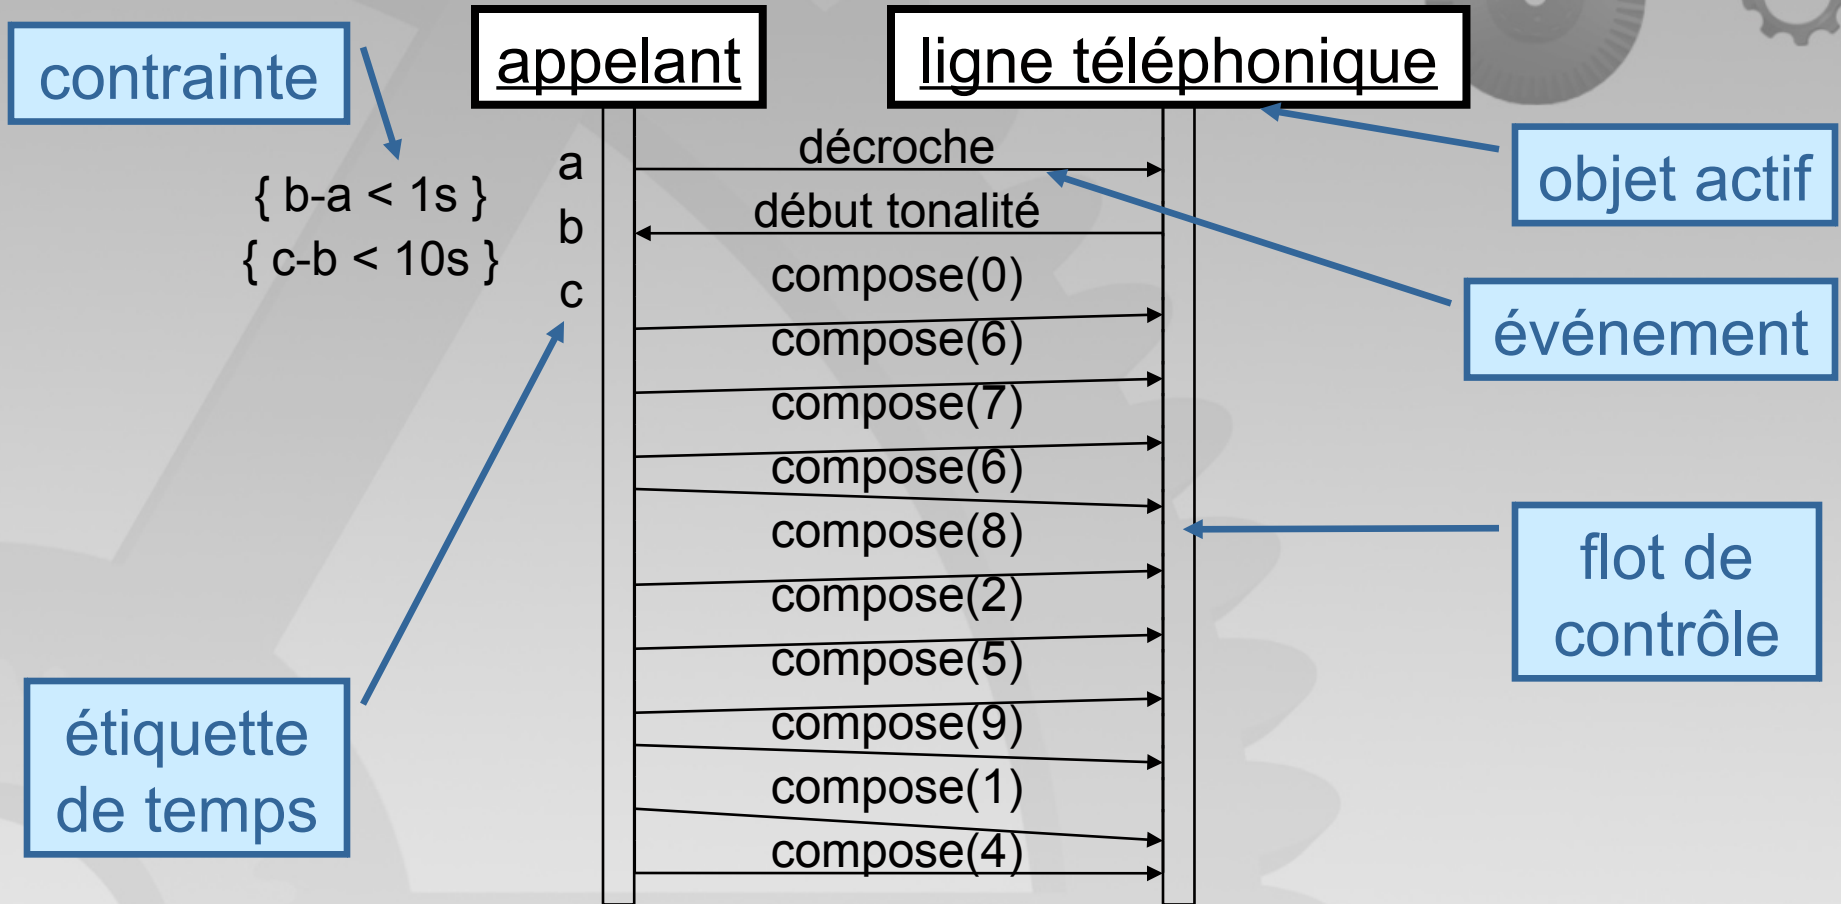 contrainte
appelant
ligne téléphonique
objet actif
événement
flot de
contrôle
étiquette
de temps
{ b-a < 1s }
{ c-b < 10s }
a
b
c
décroche
début tonalité
compose(0)
compose(6)
compose(7)
compose(6)
compose(8)
compose(2)
compose(5)
compose(9)
compose(1)
compose(4)